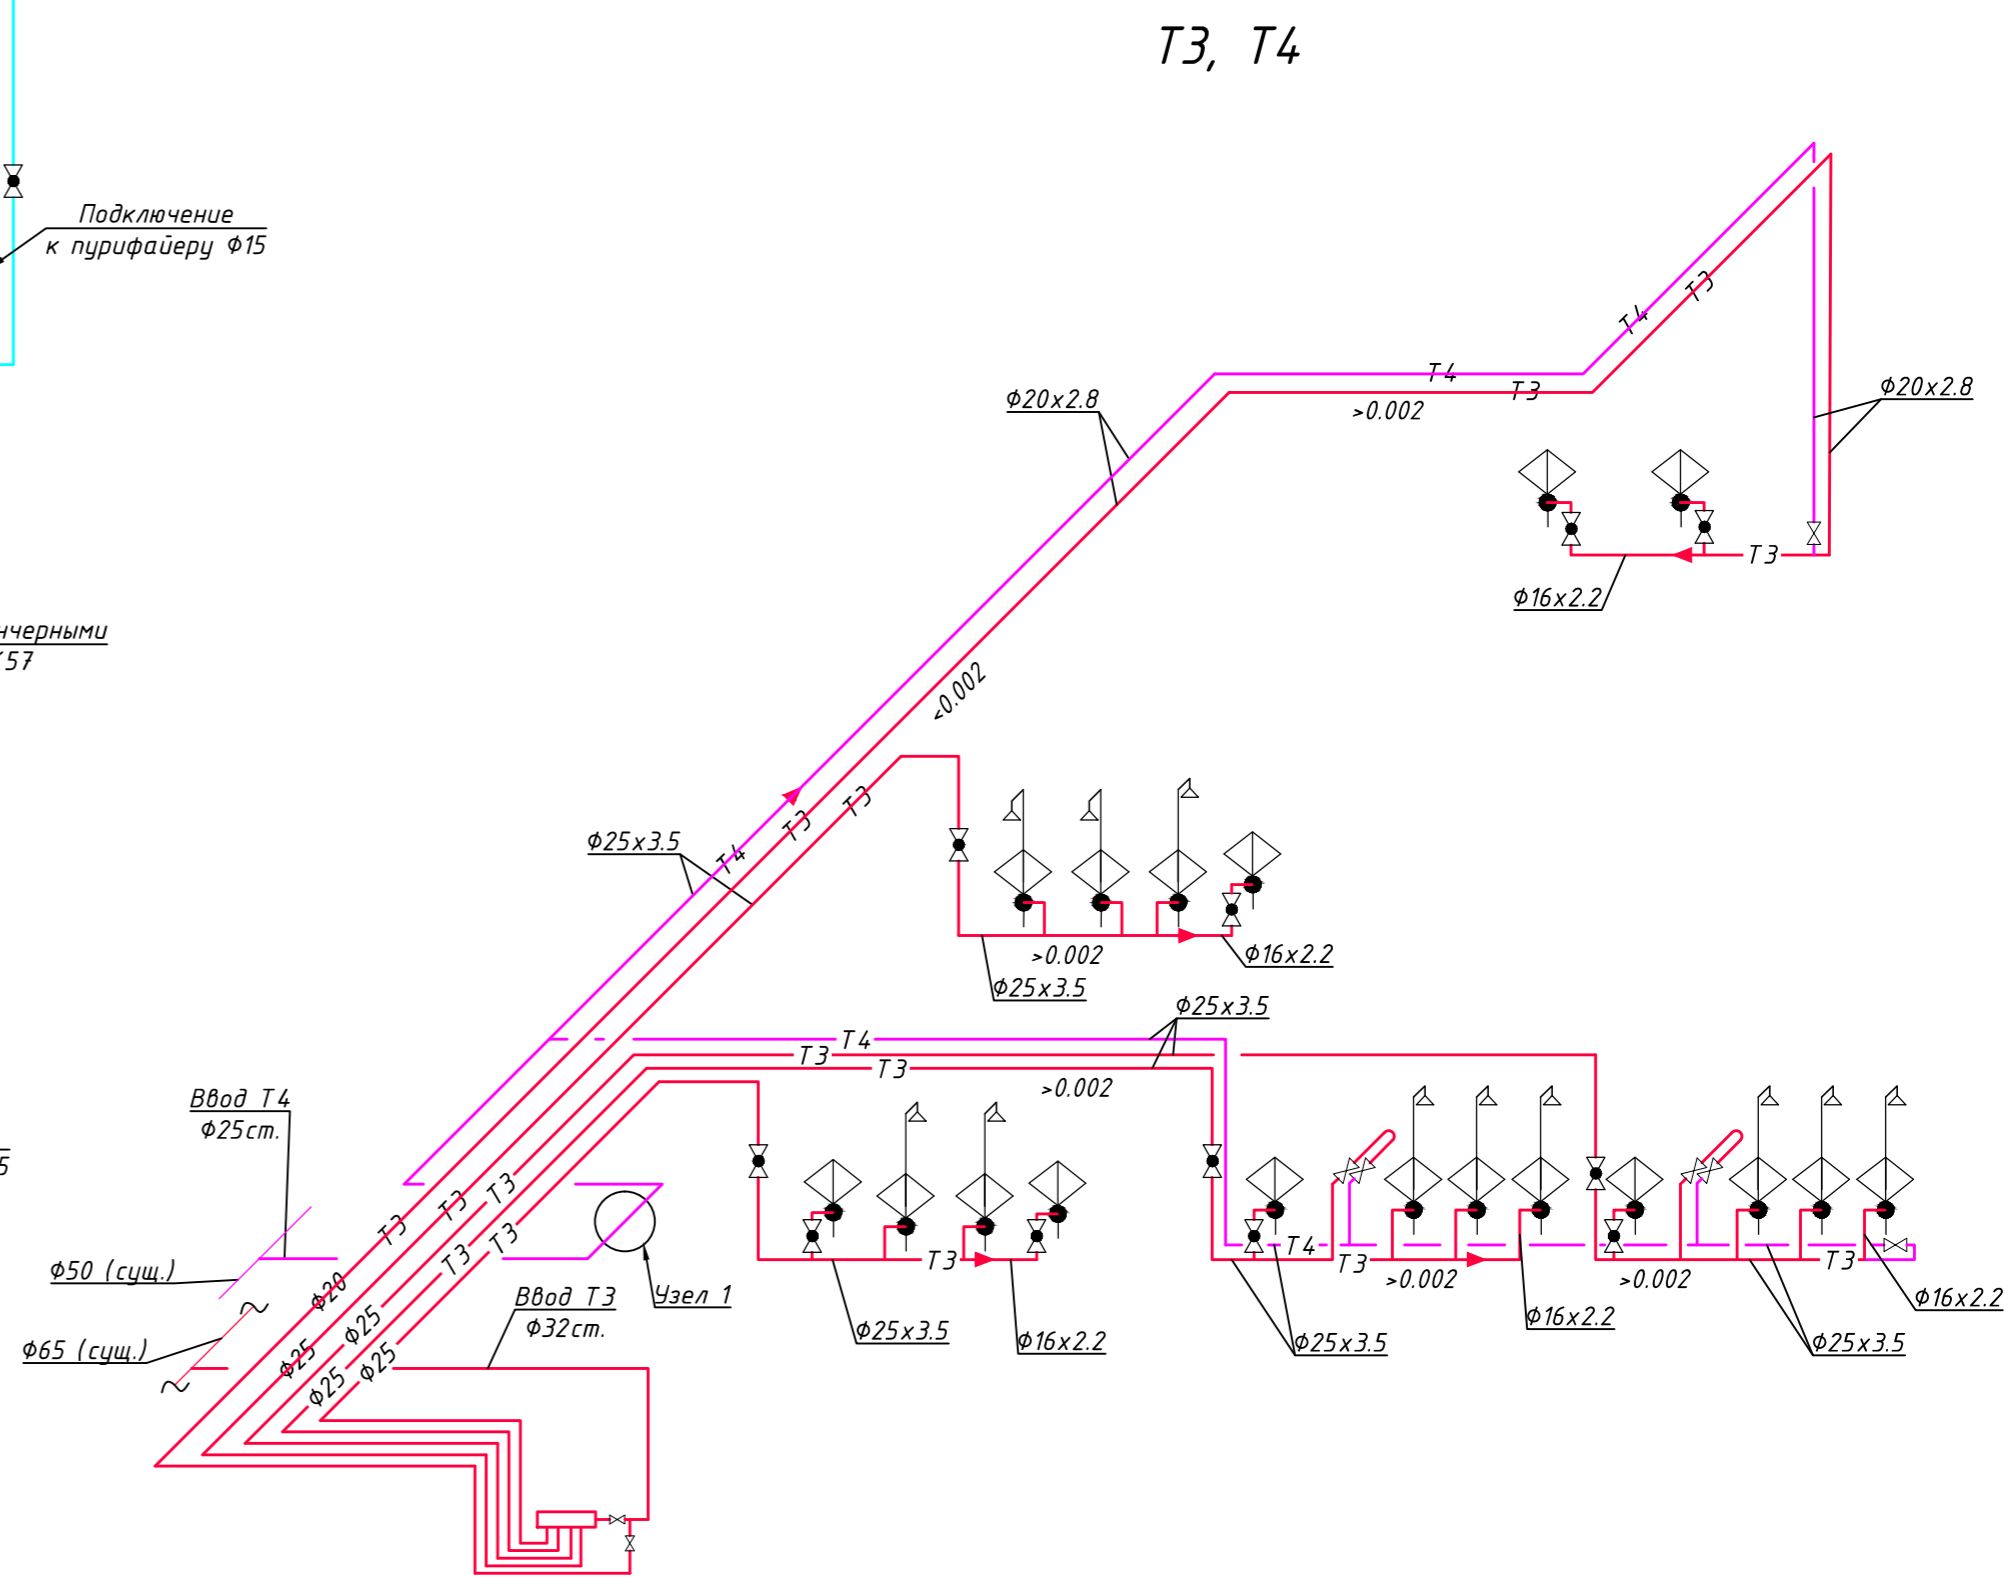 Т3, Т4
Подключение
к пурифайеру Ф15
нчерными
57
5
Т4
Т3
Т4
Т3
>0.002
Ф20х2.8
Ф20х2.8
Т3
Ф16х2.2
<0.002
Ф25х3.5
Т4
Т3
Т3
>0.002
Ф16х2.2
Ф25х3.5
Ф25х3.5
Т4
Т3
Т3
>0.002
Ввод Т4
Ф25ст.
Т3
Т3
Т3
Т3
Т3
Ф50 (сущ.)
Ф65 (сущ.)
Ф20
Ф25
Ф25
Ф25
Ф25
Ввод Т3
Ф32ст.
Узел 1
Т3
Ф25х3.5
Ф16х2.2
Т4
Т3
>0.002
Ф25х3.5
Ф16х2.2
>0.002
Т3
Ф25х3.5
Ф16х2.2